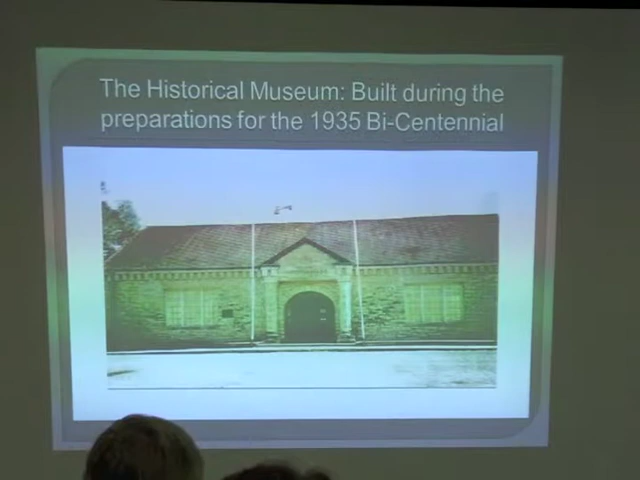 The Historical Museum: Built during the
preparations for the 1935 Bi-Centennial